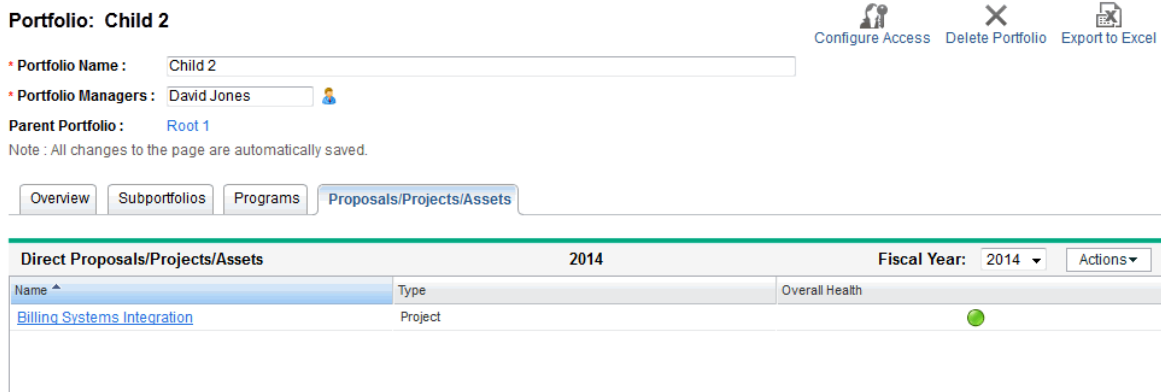 Portfolio: Child 2
Configure Access Delete Portfolio Export to Excel
* Portfolio Name : Child 2
* Portfolio Managers : David Jones
Parent Portfolio : Root 1
Note : All changes to the page are automatically saved.
Overview Subportfolios Programs Proposals/Projects/Assets
Direct Proposals/Projects/Assets 2014 Fiscal Year: 2014 Actions
Name Type Overall Health
Billing Systems Integration Project